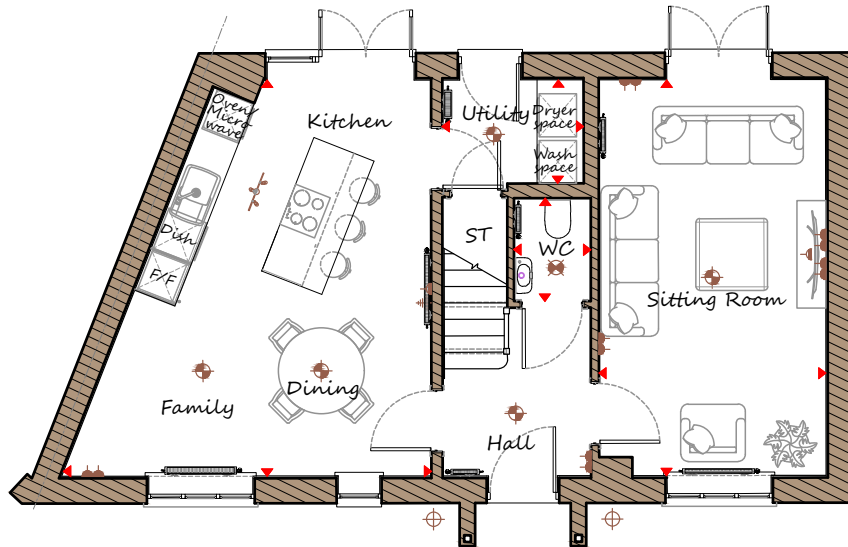 Oven/
Micro
wave
Kitchen
Utility
Dryer
space
Wash
space
Dish
F/F
ST
WC
Sitting Room
Dining
Family
Hall